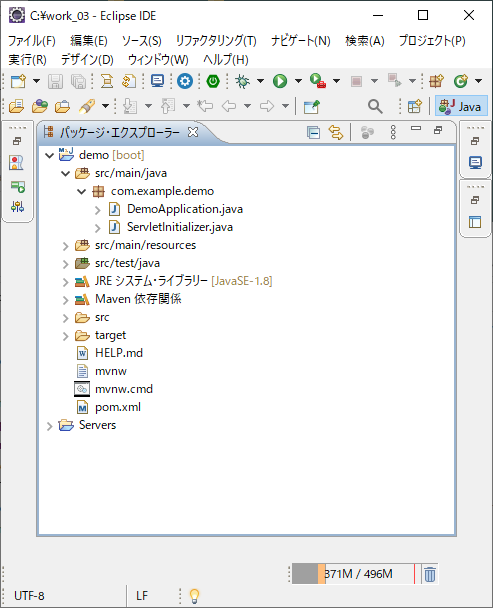 C:¥work_03 - Eclipse IDE
ファイル(F) 編集(E) ソース(S) リファクタリング(T) ナビゲート(N) 検索(A) プロジェクト(P)
実行(R) デザイン(D) ウィンドウ(W) ヘルプ(H)
Java
パッケージ・エクスプローラー
demo [boot]
src/main/java
com.example.demo
DemoApplication.java
ServletInitializer.java
src/main/resources
src/test/java
JRE システム・ライブラリー [JavaSE-1.8]
Maven 依存関係
src
target
HELP.md
mvnw
mvnw.cmd
pom.xml
Servers
371M / 496M
UTF-8 LF